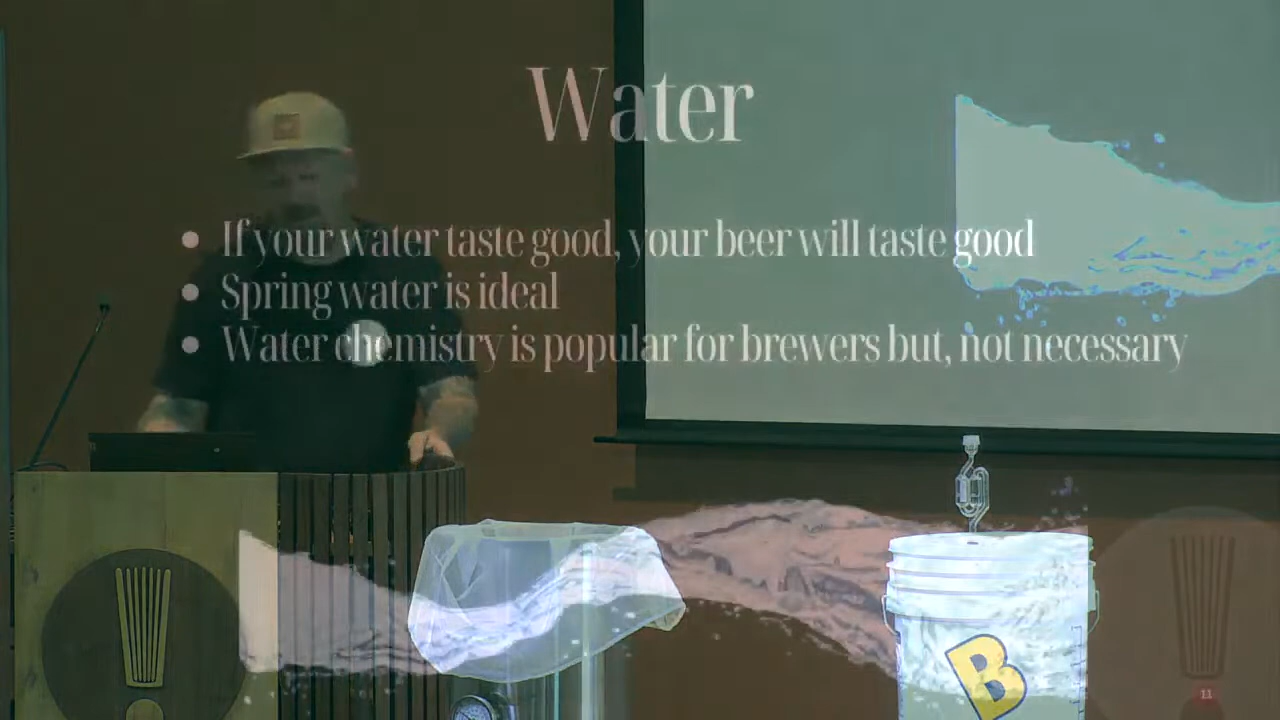 Water
If your water taste good, your beer will taste good
Spring water is ideal
Water chemistry is popular for brewers but, not necessary
B
11